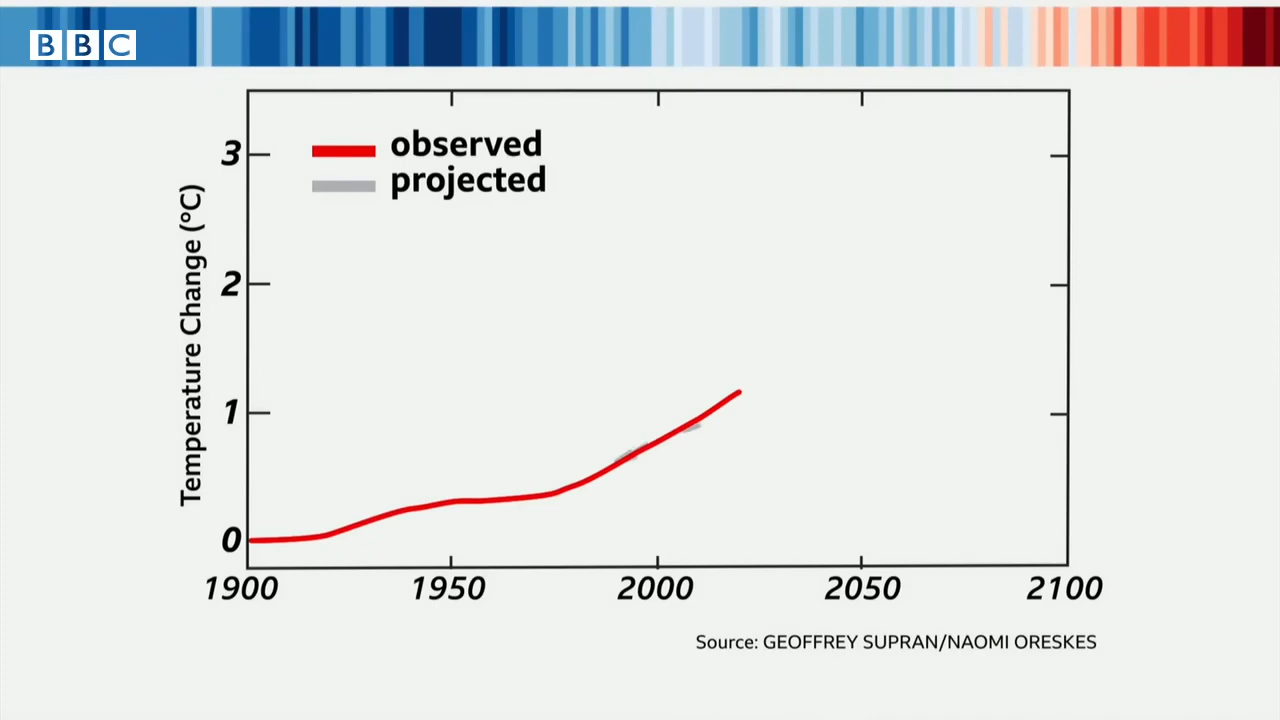 BBC
observed
projected
3
2
1
0
Temperature Change (°C)
1900 1950 2000 2050 2100
Source: GEOFFREY SUPRAN/NAOMI ORESKES